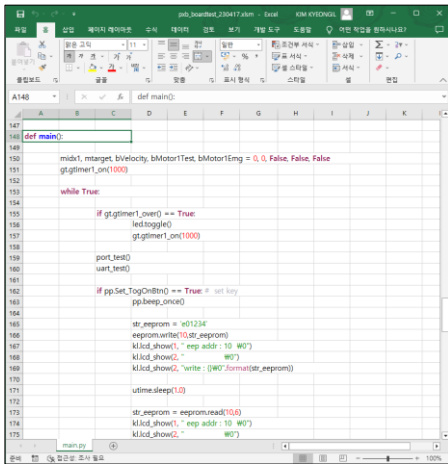 pxb_boardtest_230417.xlsm - Excel KIM KYEONGIL
파일 홈 삽입 페이지 레이아웃 수식 데이터 검토 보기 개발 도구 도움말 어떤 작업을 원하시나요?
붙여넣기 맑은 고딕 11 일반 조건부 서식 삽입
표 서식 삭제
셀 스타일 서식
클립보드 글꼴 맞춤 표시 형식 스타일 셀 편집
A148 fx def main():
A B C D E F G H I J K
147
148 def main():
149
150 midx1, mtarget, bVelocity, bMotor1Test, bMotor1Emg = 0, 0, False, False, False
151 gt.gtimer1_on(1000)
152
153 while True:
154
155 if gt.gtimer1_over() == True:
156 led.toggle()
157 gt.gtimer1_on(1000)
158
159 port_test()
160 uart_test()
161
162 if pp.Set_TogOnBtn() == True: # set key
163 pp.beep_once()
164
165 str_eeprom = 'e01234'
166 eeprom.write(10,str_eeprom)
167 kl.lcd_show(1, " eep addr : 10 ₩0")
168 kl.lcd_show(2, " ₩0")
169 kl.lcd_show(2, "write : {}₩0".format(str_eeprom))
170
171 utime.sleep(1.0)
172
173 str_eeprom = eeprom.read(10,6)
174 kl.lcd_show(1, " eep addr : 10 ₩0")
175 kl.lcd_show(2, " ₩0")
main.py
준비 접근성: 조사 필요 100%